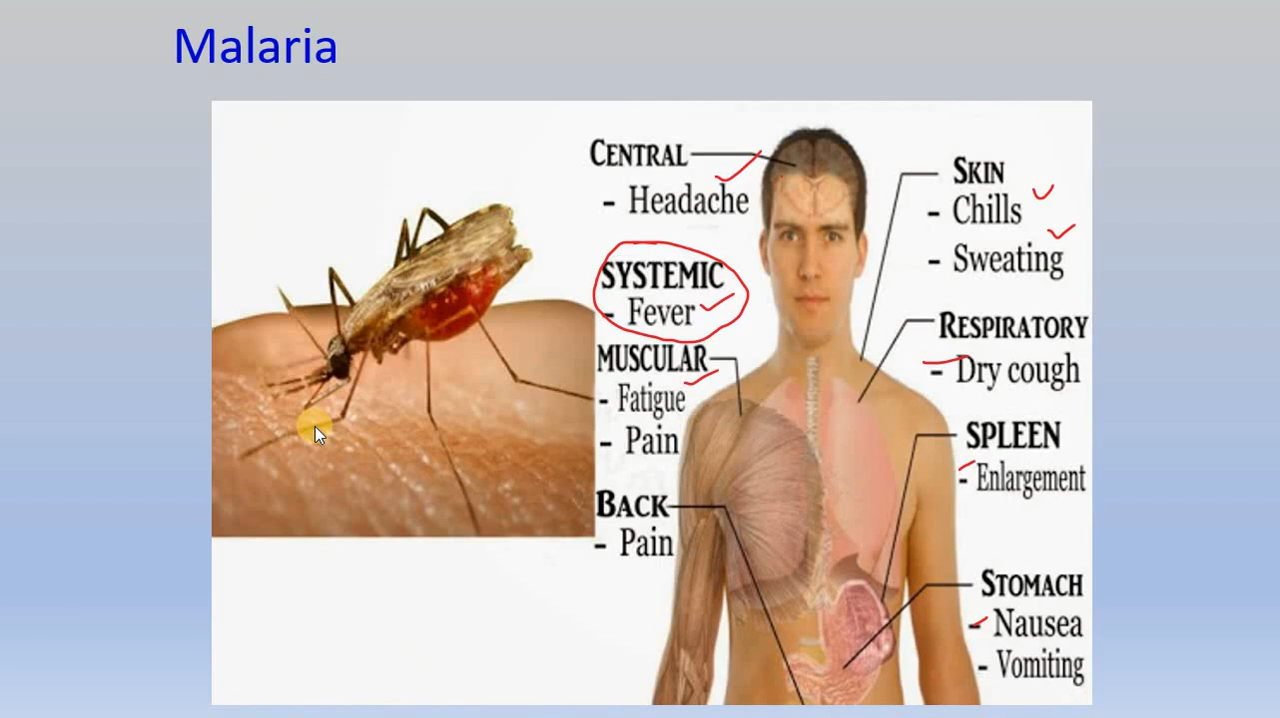 Malaria
CENTRAL
- Headache
SYSTEMIC
- Fever
MUSCULAR
- Fatigue
- Pain
BACK
- Pain
SKIN
- Chills
- Sweating
RESPIRATORY
- Dry cough
SPLEEN
- Enlargement
STOMACH
- Nausea
- Vomiting